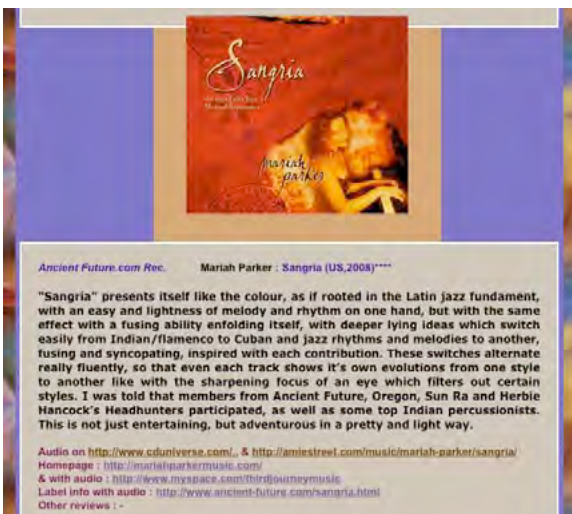 Sangria
mariah
parker
Ancient Future.com Rec. Mariah Parker : Sangria (US,2008)****
"Sangria" presents itself like the colour, as if rooted in the Latin jazz fundament,
with an easy and lightness of melody and rhythm on one hand, but with the same
effect with a fusing ability enfolding itself, with deeper lying ideas which switch
easily from Indian/flamenco to Cuban and jazz rhythms and melodies to another,
fusing and syncopating, inspired with each contribution. These switches alternate
really fluently, so that even each track shows it's own evolutions from one style
to another like with the sharpening focus of an eye which filters out certain
styles. I was told that members from Ancient Future, Oregon, Sun Ra and Herbie
Hancock's Headhunters participated, as well as some top Indian percussionists.
This is not just entertaining, but adventurous in a pretty and light way.
Audio on http://www.cduniverse.com/.. & http://amiestreet.com/music/mariah-parker/sangria/
Homepage : http://mariahparkermusic.com/
& with audio : http://www.myspace.com/thirdjourneymusic
Label info with audio : http://www.ancient-future.com/sangria.html
Other reviews : -